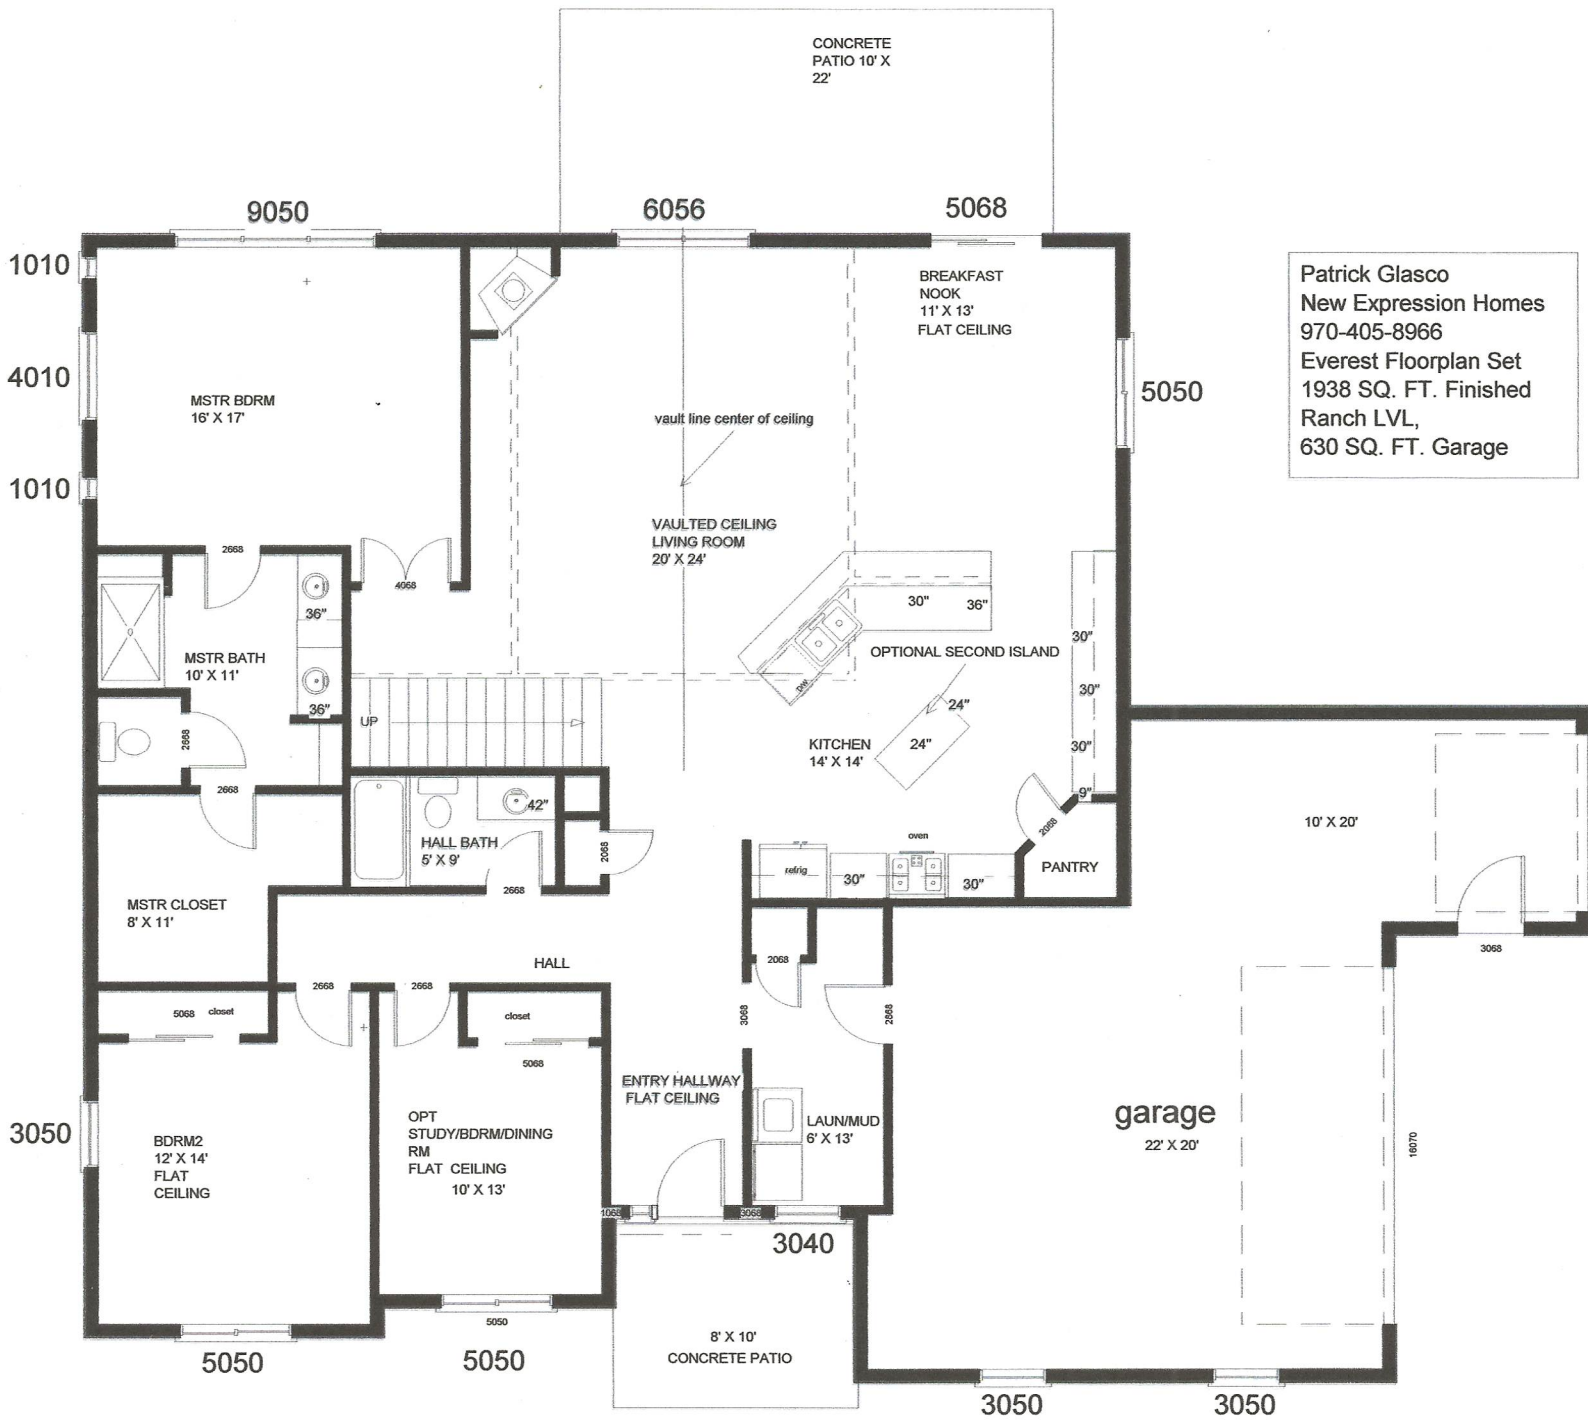 CONCRETE
PATIO 10' X
22'
9050
6056
5068
1010
4010
1010
MSTR BDRM
16' X 17'
BREAKFAST
NOOK
11' X 13'
FLAT CEILING
5050
Patrick Glasco
New Expression Homes
970-405-8966
Everest Floorplan Set
1938 SQ. FT. Finished
Ranch LVL,
630 SQ. FT. Garage
vault line center of ceiling
VAULTED CEILING
LIVING ROOM
20' X 24'
2668
4068
36"
MSTR BATH
10' X 11'
36"
2668
2668
UP
30"
36"
OPTIONAL SECOND ISLAND
24"
24"
D/W
KITCHEN
14' X 14'
30"
30"
30"
9"
2068
PANTRY
oven
refrig
30"
30"
10' X 20'
3068
42"
HALL BATH
5' X 9'
2668
2068
MSTR CLOSET
8' X 11'
HALL
2668
2668
2068
3068
2868
5068
closet
closet
5068
3050
BDRM2
12' X 14'
FLAT
CEILING
OPT
STUDY/BDRM/DINING
RM
FLAT CEILING
10' X 13'
ENTRY HALLWAY
FLAT CEILING
LAUN/MUD
6' X 13'
garage
22' X 20'
16070
1068
3068
3040
5050
5050
5050
8' X 10'
CONCRETE PATIO
3050
3050